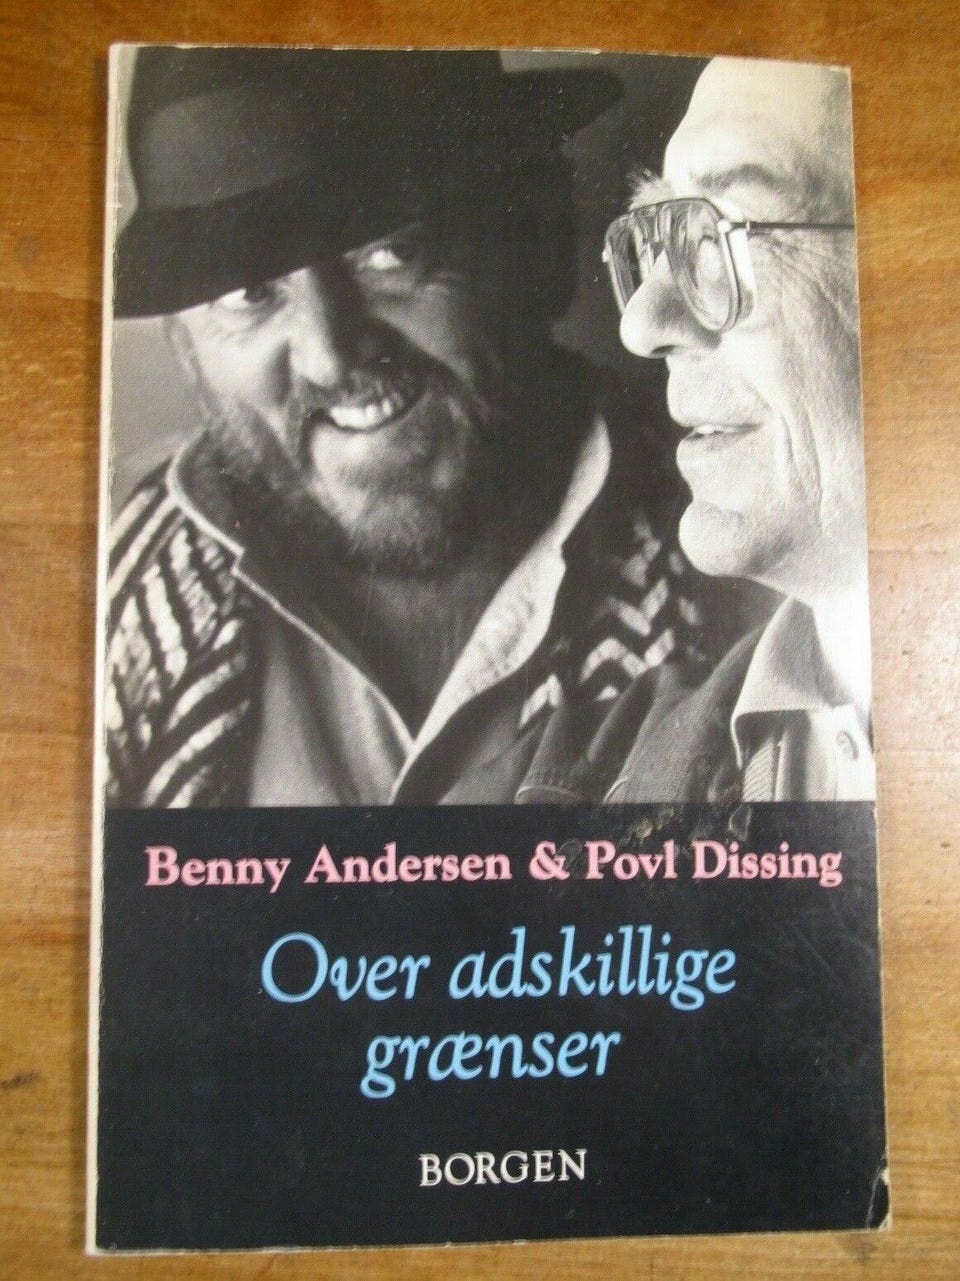 Benny Andersen & Povl Dissing
Over adskillige
grænser
BORGEN